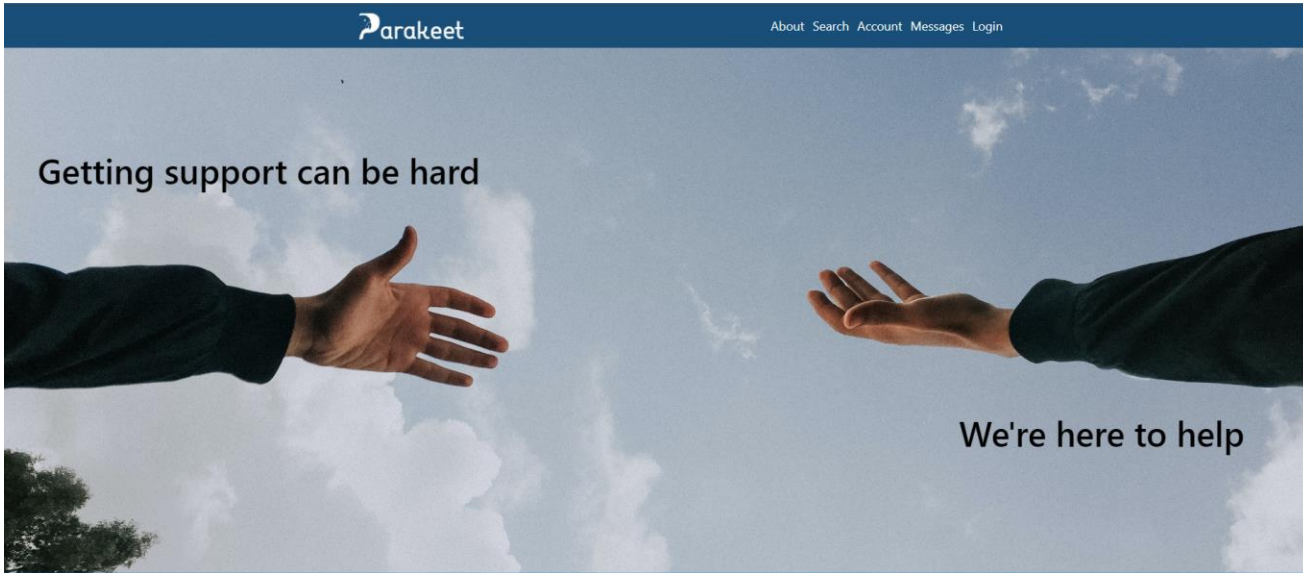 Parakeet
About Search Account Messages Login
Getting support can be hard
We're here to help